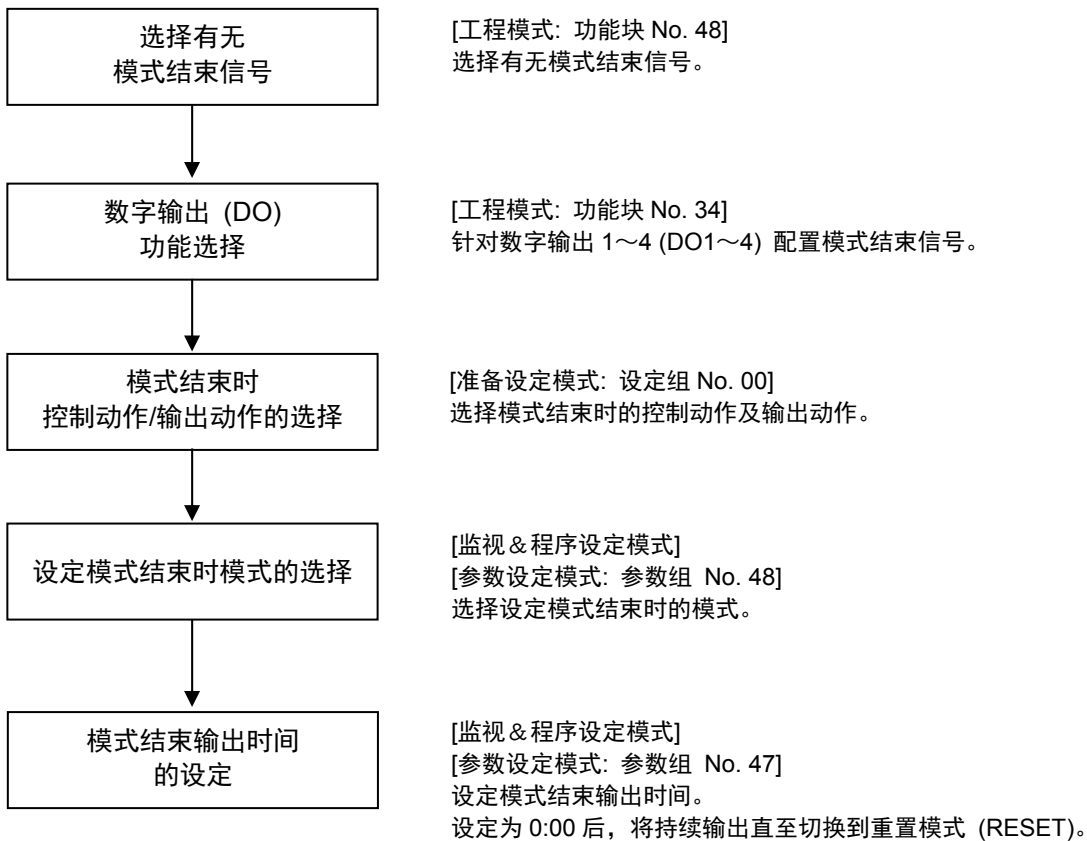 选择有无
模式结束信号
[工程模式: 功能块 No. 48]
选择有无模式结束信号。
数字输出 (DO)
功能选择
[工程模式: 功能块 No. 34]
针对数字输出 1～4 (DO1～4) 配置模式结束信号。
模式结束时
控制动作/输出动作的选择
[准备设定模式: 设定组 No. 00]
选择模式结束时的控制动作及输出动作。
设定模式结束时模式的选择
[监视＆程序设定模式]
[参数设定模式: 参数组 No. 48]
选择设定模式结束时的模式。
模式结束输出时间
的设定
[监视＆程序设定模式]
[参数设定模式: 参数组 No. 47]
设定模式结束输出时间。
设定为 0:00 后，将持续输出直至切换到重置模式 (RESET)。